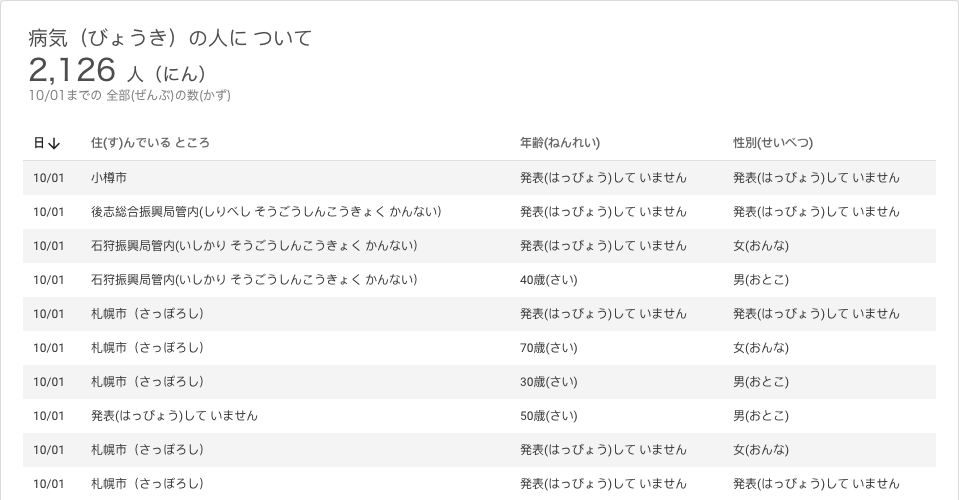 病気（びょうき）の人に ついて
2,126 人（にん）
10/01までの 全部(ぜんぶ)の数(かず)
日↓ 住(す)んでいる ところ 年齢(ねんれい) 性別(せいべつ)
10/01 小樽市 発表(はっぴょう)して いません 発表(はっぴょう)して いません
10/01 後志総合振興局管内(しりべし そうごうしんこうきょく かんない） 発表(はっぴょう)して いません 発表(はっぴょう)して いません
10/01 石狩振興局管内(いしかり そうごうしんこうきょく かんない） 発表(はっぴょう)して いません 女(おんな)
10/01 石狩振興局管内(いしかり そうごうしんこうきょく かんない） 40歳(さい) 男(おとこ)
10/01 札幌市（さっぽろし） 発表(はっぴょう)して いません 発表(はっぴょう)して いません
10/01 札幌市（さっぽろし） 70歳(さい) 女(おんな)
10/01 札幌市（さっぽろし） 30歳(さい) 男(おとこ)
10/01 発表(はっぴょう)して いません 50歳(さい) 男(おとこ)
10/01 札幌市（さっぽろし） 発表(はっぴょう)して いません 女(おんな)
10/01 札幌市（さっぽろし） 発表(はっぴょう)して いません 発表(はっぴょう)して いません